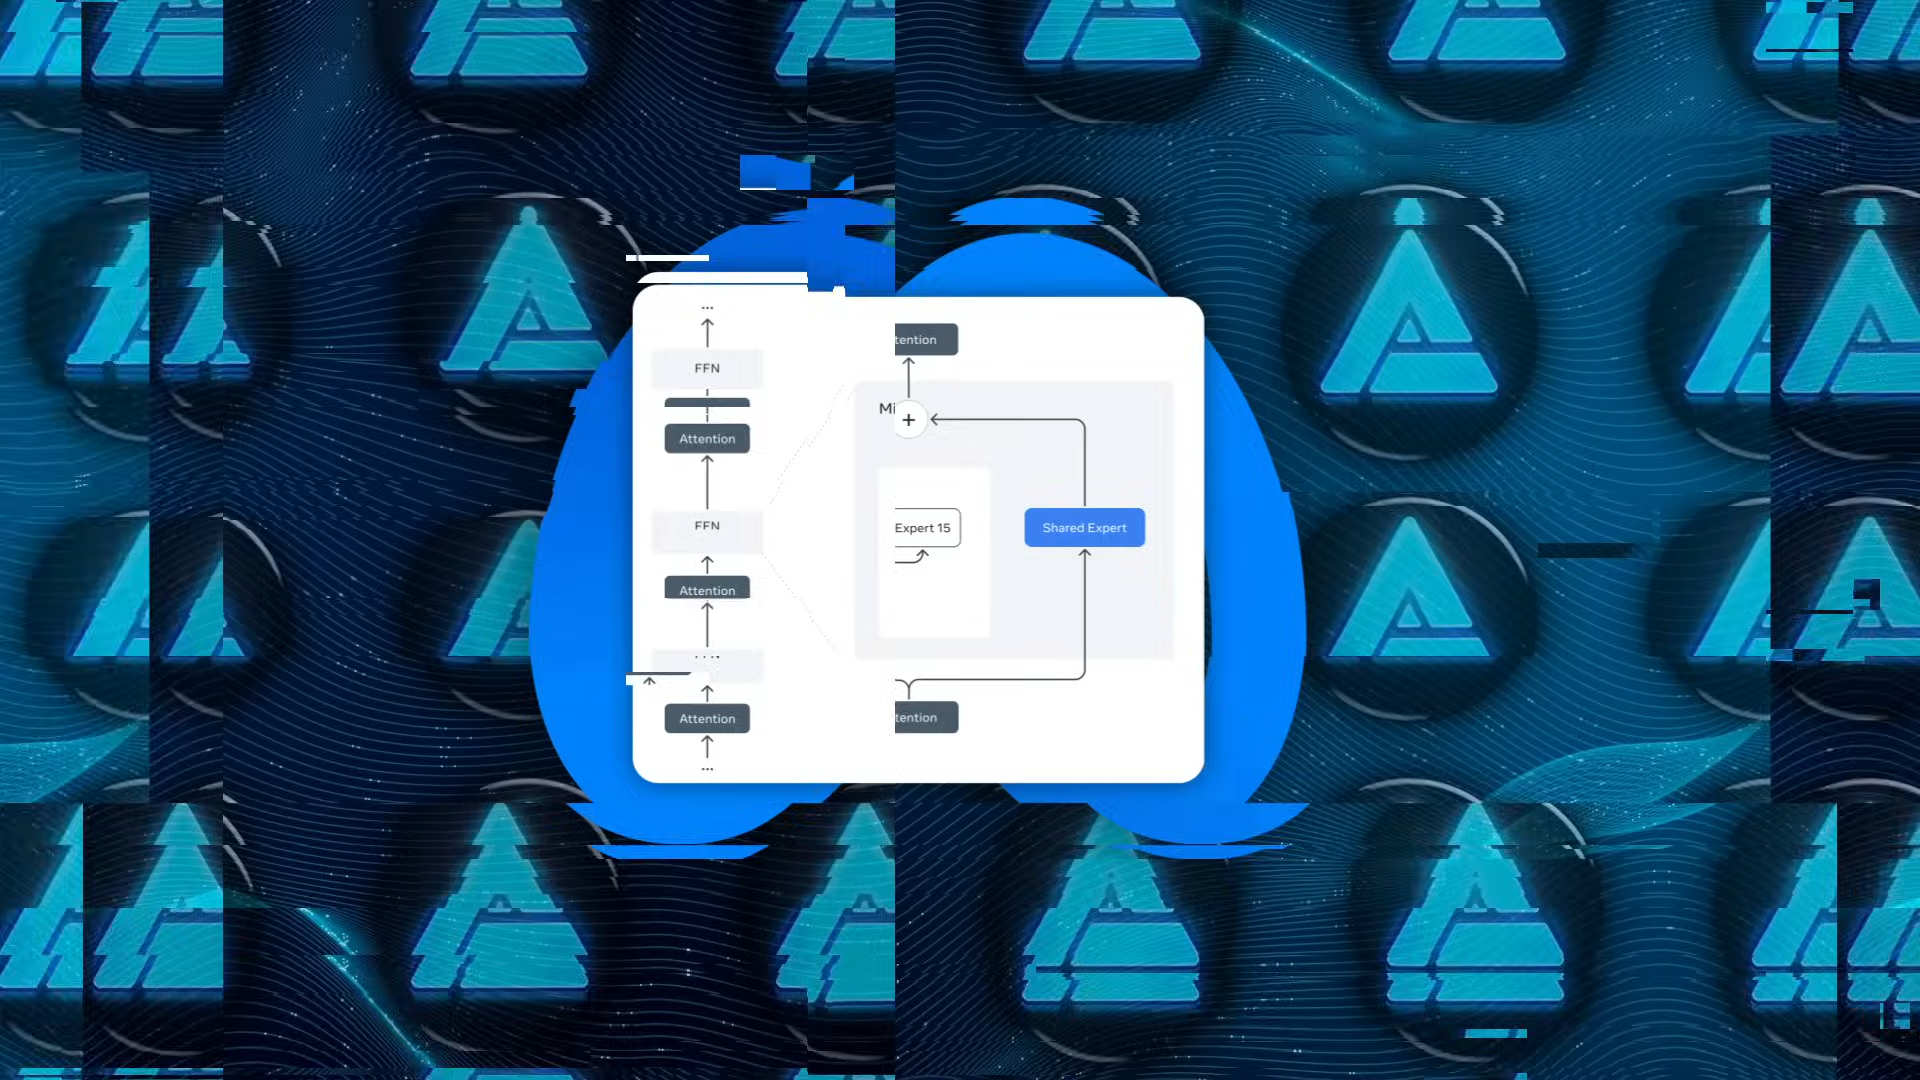 ...
FFN
Attention
FFN
Attention
Attention
...
tention
Mi
+
Expert 15
Shared Expert
tention